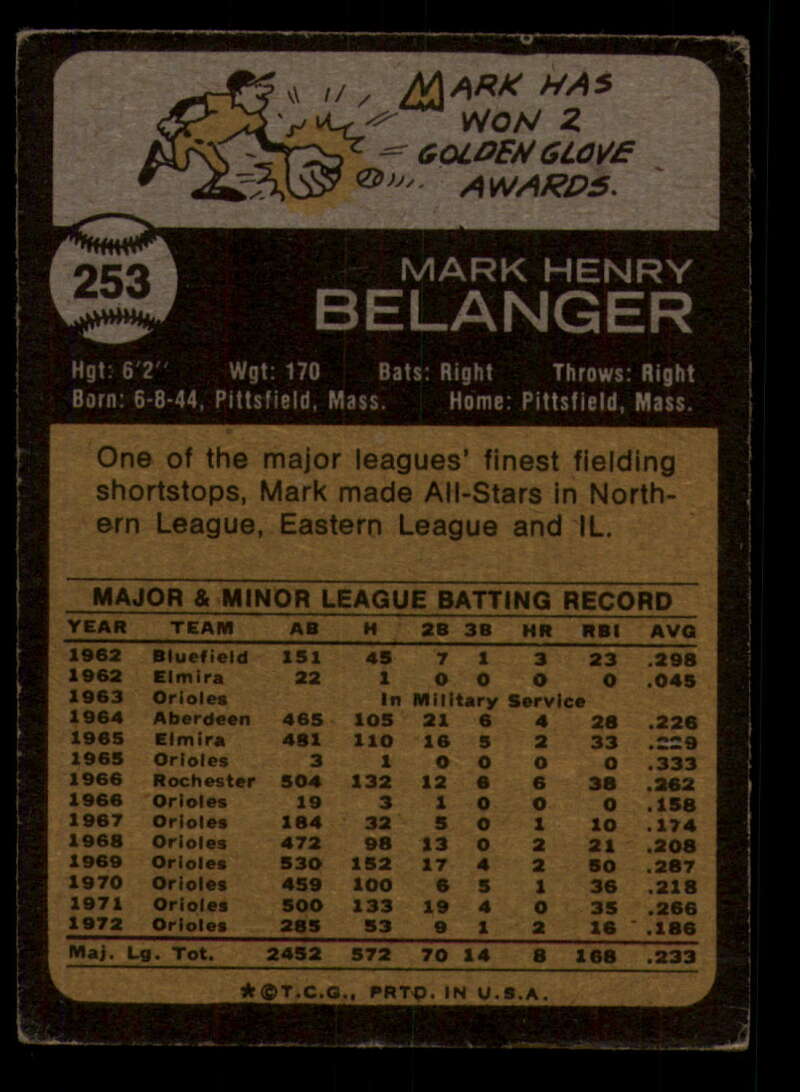 MARK HAS
WON 2
GOLDEN GLOVE
AWARDS.
253
MARK HENRY
BELANGER
Hgt: 6'2" Wgt: 170 Bats: Right Throws: Right
Born: 6-8-44, Pittsfield, Mass. Home: Pittsfield, Mass.
One of the major leagues' finest fielding
shortstops, Mark made All-Stars in North-
ern League, Eastern League and IL.
MAJOR & MINOR LEAGUE BATTING RECORD
YEAR TEAM AB H 2B 3B HR RBI AVG
1962 Bluefield 151 45 7 1 3 23 .298
1962 Elmira 22 1 0 0 0 0 .045
1963 Orioles In Military Service
1964 Aberdeen 465 105 21 6 4 28 .226
1965 Elmira 481 110 16 5 2 33 .229
1965 Orioles 3 1 0 0 0 0 .333
1966 Rochester 504 132 12 6 6 38 .262
1966 Orioles 19 3 1 0 0 0 .158
1967 Orioles 184 32 5 0 1 10 .174
1968 Orioles 472 98 13 0 2 21 .208
1969 Orioles 530 152 17 4 2 50 .287
1970 Orioles 459 100 6 5 1 36 .218
1971 Orioles 500 133 19 4 0 35 .266
1972 Orioles 285 53 9 1 2 16 .186
Maj. Lg. Tot. 2452 572 70 14 8 168 .233
*©T.C.G., PRTD. IN U.S.A.